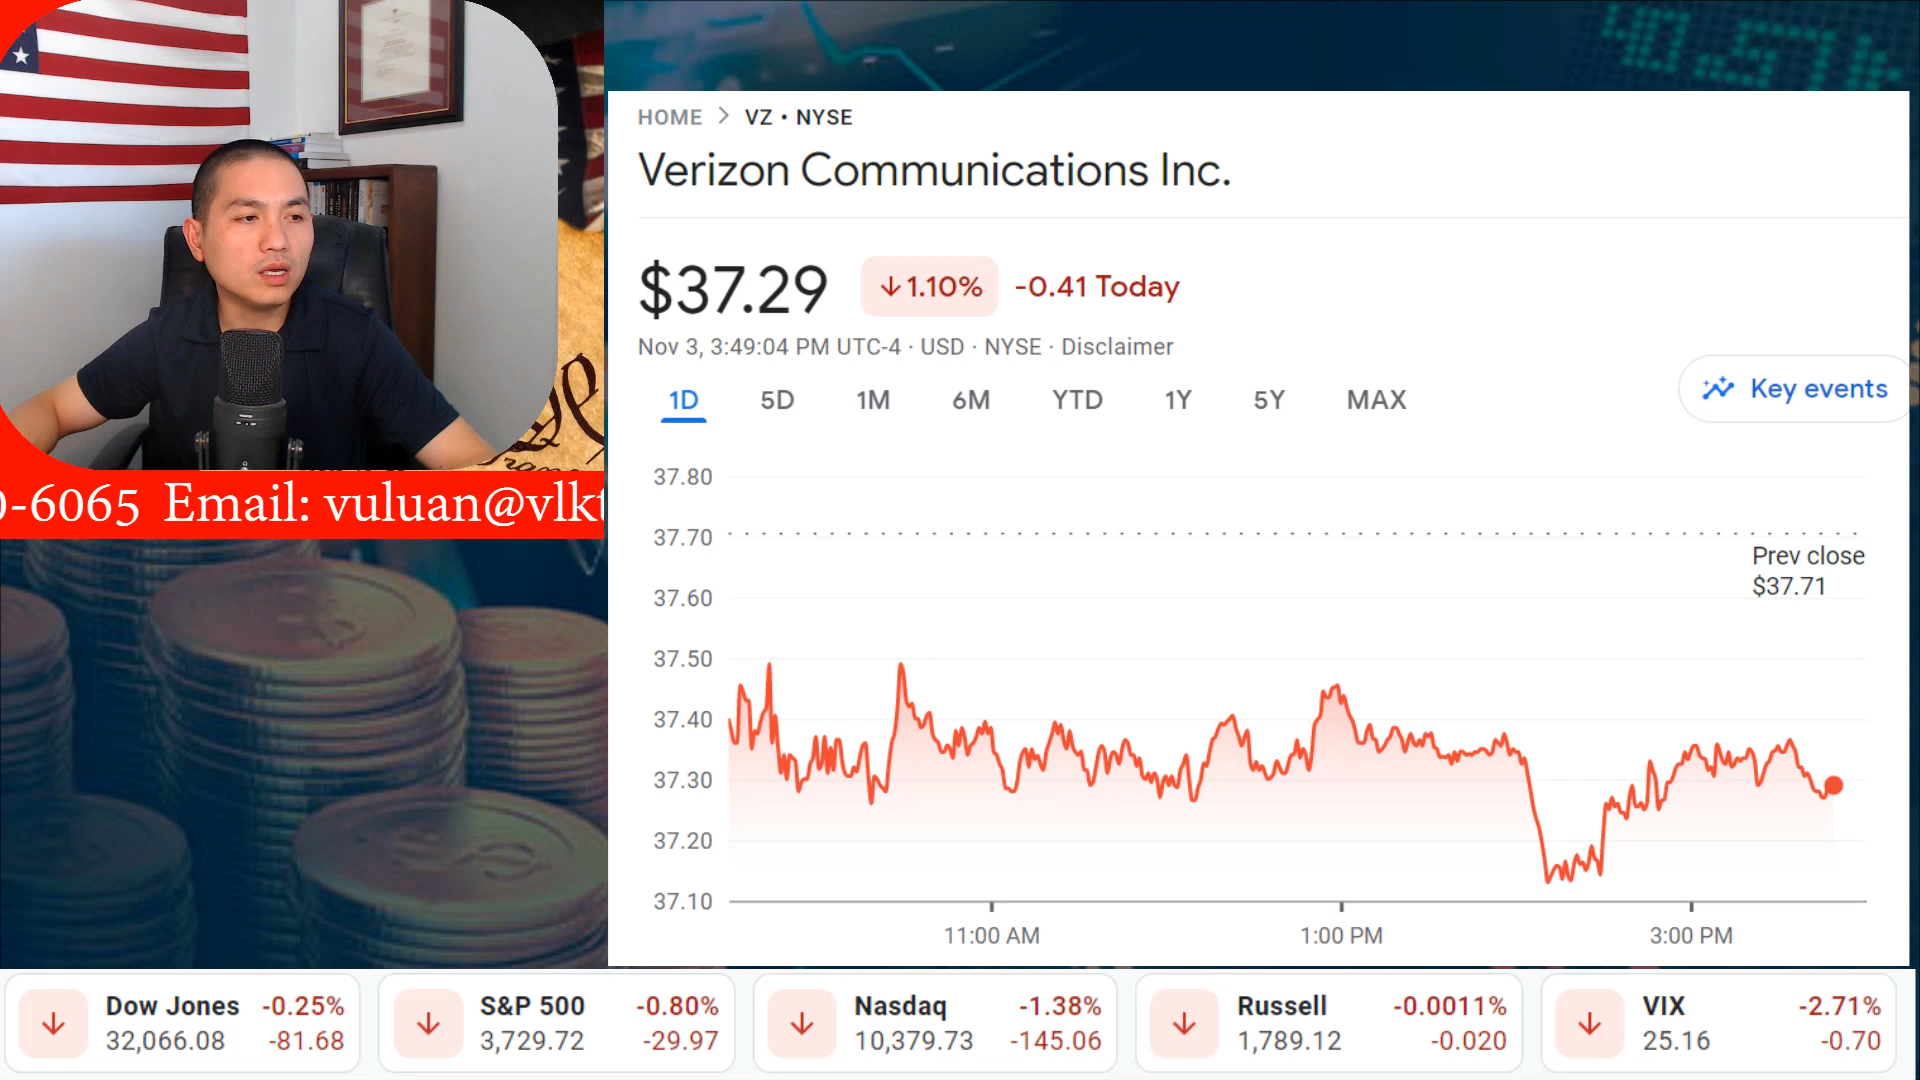 0-6065 Email: vuluan@vlkt
HOME > VZ • NYSE
Verizon Communications Inc.
$37.29 ↓1.10% -0.41 Today
Nov 3, 3:49:04 PM UTC-4 · USD · NYSE · Disclaimer
1D 5D 1M 6M YTD 1Y 5Y MAX
Key events
37.80
37.70
Prev close
$37.71
37.60
37.50
37.40
37.30
37.20
37.10
11:00 AM 1:00 PM 3:00 PM
Dow Jones -0.25%
32,066.08 -81.68
S&P 500 -0.80%
3,729.72 -29.97
Nasdaq -1.38%
10,379.73 -145.06
Russell -0.0011%
1,789.12 -0.020
VIX -2.71%
25.16 -0.70